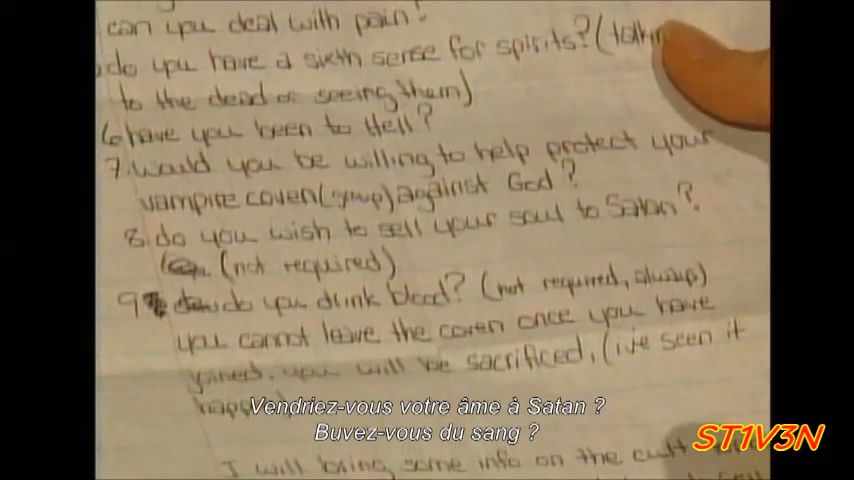 can you deal with pain?
do you have a sixth sense for spirits? (talkin
to the dead or seeing them)
6 have you been to Hell?
7. would you be willing to help protect your
vampire coven (group) against God?
8. do you wish to sell your soul to Satan?
(not required)
9 do you drink blood? (not required, always)
you cannot leave the coven once you have
joined. you will be sacrificed, (i've seen it
happen)
Vendriez-vous votre âme à Satan ?
Buvez-vous du sang ?
ST1V3N
I will bring some info on the cult